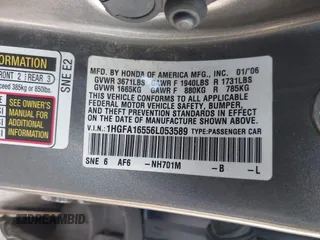 MFD. BY HONDA OF AMERICA MFG., INC. 01/'06
GVWR 3671LBS GAWR F 1940LBS R 1731LBS
GVWR 1665KG GAWR F 880KG R 785KG
THIS VEHICLE CONFORMS TO ALL APPLICABLE
FEDERAL MOTOR VEHICLE SAFETY, BUMPER,
AND THEFT PREVENTION STANDARDS IN EFFECT
ON THE DATE OF MANUFACTURE SHOWN ABOVE.
V.I.N.: 1HGFA16556L053589 TYPE:PASSENGER CAR
SNE 6 AF6 -NH701M -B -L
SNE E2
FORMATION
FRONT 2 REAR 3
exceed 385kg or 850lbs.
SEE OWNER'S
MANUAL FOR
ADDITIONAL
INFORMATION
DREAMBID